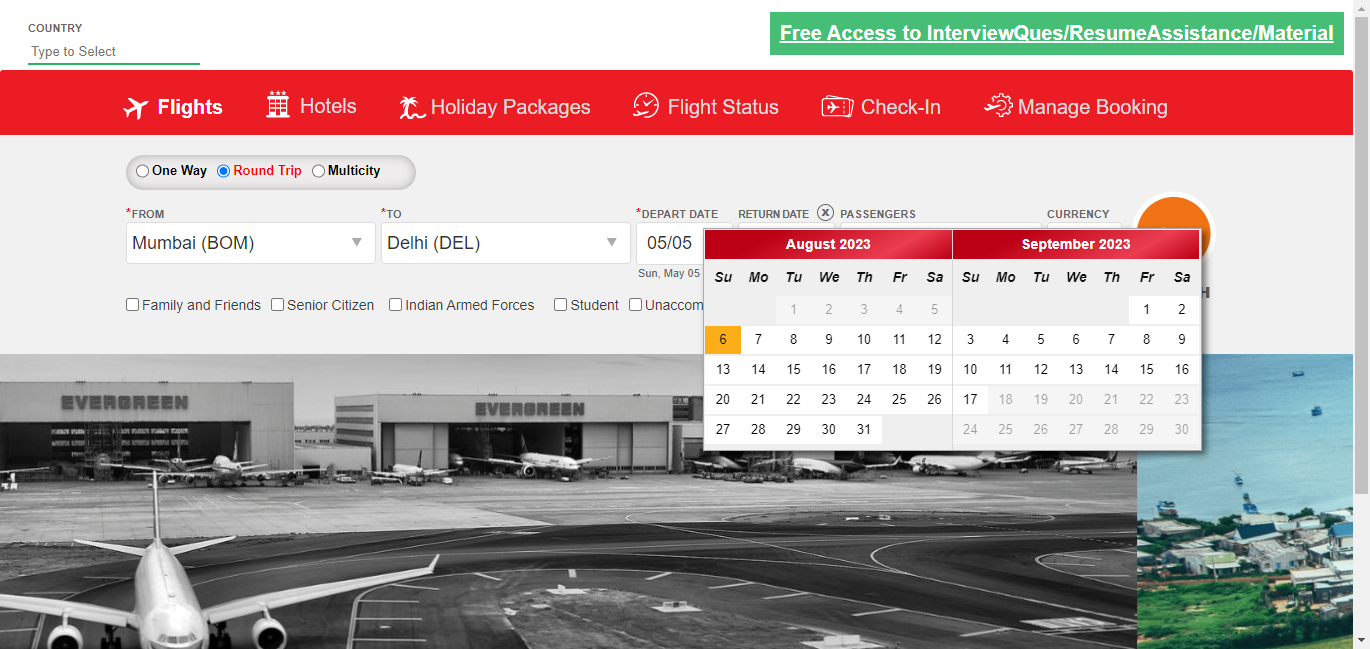 COUNTRY
Type to Select
Free Access to InterviewQues/ResumeAssistance/Material
Flights Hotels Holiday Packages Flight Status Check-In Manage Booking
One Way Round Trip Multicity
*FROM *TO *DEPART DATE RETURN DATE X PASSENGERS CURRENCY
Mumbai (BOM) Delhi (DEL) 05/05
Sun, May 05
Family and Friends Senior Citizen Indian Armed Forces Student Unaccom
August 2023 September 2023
Su Mo Tu We Th Fr Sa Su Mo Tu We Th Fr Sa
1 2 3 4 5 1 2
6 7 8 9 10 11 12 3 4 5 6 7 8 9
13 14 15 16 17 18 19 10 11 12 13 14 15 16
20 21 22 23 24 25 26 17 18 19 20 21 22 23
27 28 29 30 31 24 25 26 27 28 29 30
H
EVERGREEN EVERGREEN